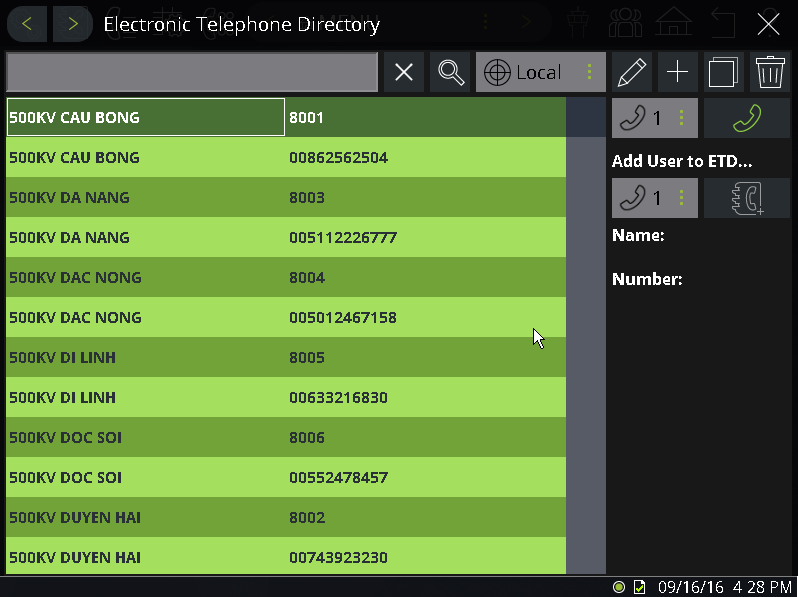 Electronic Telephone Directory
Local
500KV CAU BONG 8001
500KV CAU BONG 00862562504
500KV DA NANG 8003
500KV DA NANG 005112226777
500KV DAC NONG 8004
500KV DAC NONG 005012467158
500KV DI LINH 8005
500KV DI LINH 00633216830
500KV DOC SOI 8006
500KV DOC SOI 00552478457
500KV DUYEN HAI 8002
500KV DUYEN HAI 00743923230
1
Add User to ETD...
1
Name:
Number:
09/16/16 4:28 PM